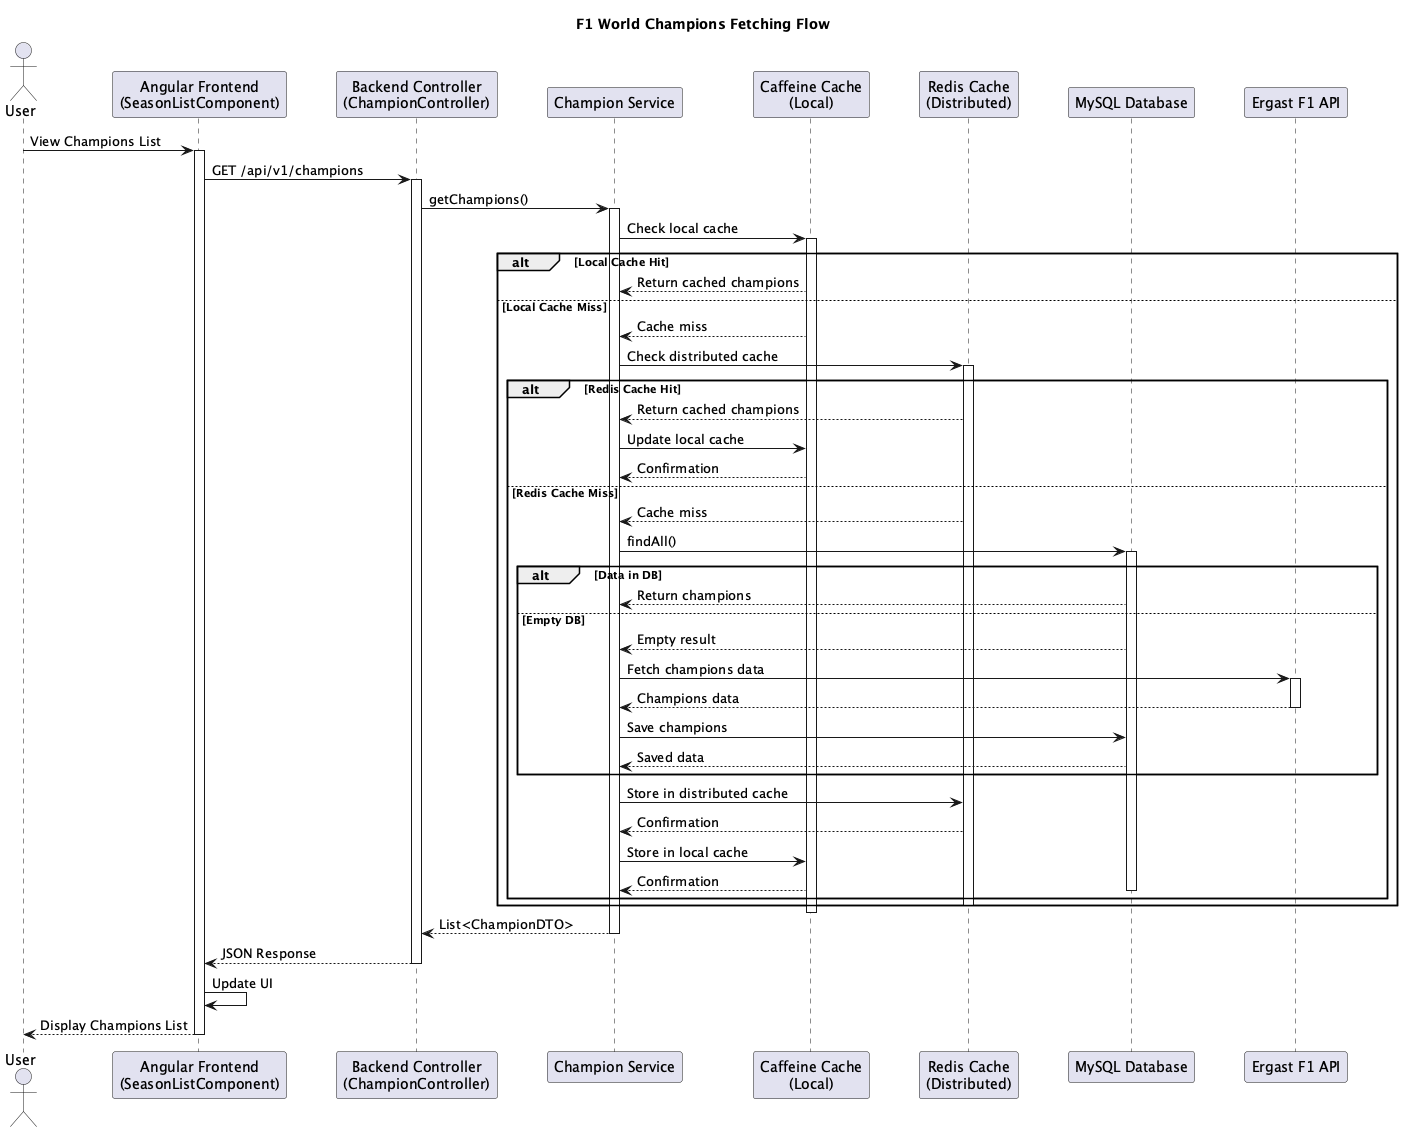 F1 World Champions Fetching Flow
User
Angular Frontend
(SeasonListComponent)
Backend Controller
(ChampionController)
Champion Service
Caffeine Cache
(Local)
Redis Cache
(Distributed)
MySQL Database
Ergast F1 API
View Champions List
GET /api/v1/champions
getChampions()
Check local cache
alt [Local Cache Hit]
Return cached champions
[Local Cache Miss]
Cache miss
Check distributed cache
alt [Redis Cache Hit]
Return cached champions
Update local cache
Confirmation
[Redis Cache Miss]
Cache miss
findAll()
alt [Data in DB]
Return champions
[Empty DB]
Empty result
Fetch champions data
Champions data
Save champions
Saved data
Store in distributed cache
Confirmation
Store in local cache
Confirmation
List<ChampionDTO>
JSON Response
Update UI
Display Champions List
User
Angular Frontend
(SeasonListComponent)
Backend Controller
(ChampionController)
Champion Service
Caffeine Cache
(Local)
Redis Cache
(Distributed)
MySQL Database
Ergast F1 API